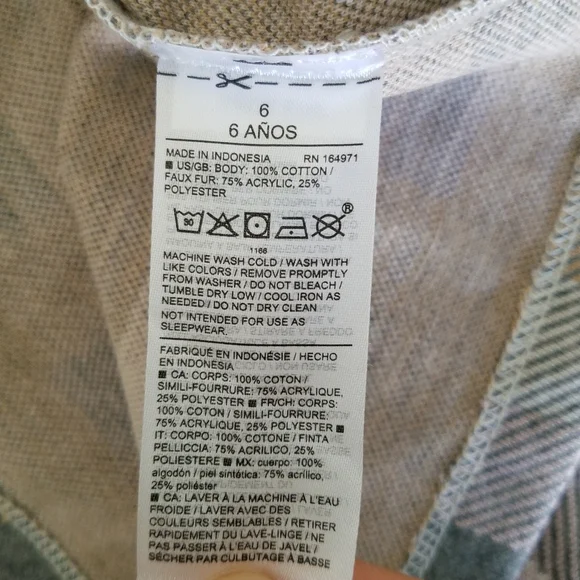 6
6 AÑOS
MADE IN INDONESIA RN 164971
■ US/GB: BODY: 100% COTTON /
FAUX FUR: 75% ACRYLIC, 25%
POLYESTER
30
®
1166
MACHINE WASH COLD / WASH WITH
LIKE COLORS / REMOVE PROMPTLY
FROM WASHER / DO NOT BLEACH /
TUMBLE DRY LOW / COOL IRON AS
NEEDED / DO NOT DRY CLEAN
NOT INTENDED FOR USE AS
SLEEPWEAR.
FABRIQUÉ EN INDONÉSIE / HECHO
EN INDONESIA
■ CA: CORPS: 100% COTON /
SIMILI-FOURRURE: 75% ACRYLIQUE,
25% POLYESTER ■ FR/CH: CORPS:
100% COTON / SIMILI-FOURRURE:
75% ACRYLIQUE, 25% POLYESTER ■
IT: CORPO: 100% COTONE / FINTA
PELLICCIA: 75% ACRILICO, 25%
POLIESTERE ■ MX: cuerpo: 100%
algodón / piel sintética: 75% acrílico,
25% poliéster
■ CA: LAVER À LA MACHINE À L'EAU
FROIDE / LAVER AVEC DES
COULEURS SEMBLABLES / RETIRER
RAPIDEMENT DU LAVE-LINGE / NE
PAS PASSER À L'EAU DE JAVEL /
SÉCHER PAR CULBUTAGE À BASSE